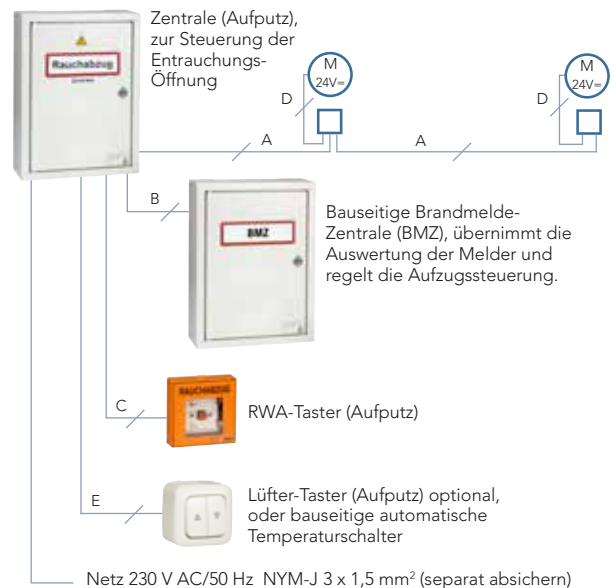 Zentrale (Aufputz),
zur Steuerung der
Entrauchungs-
Öffnung
Rauchabzug
M
24V=
M
24V=
D
D
A
A
B
BMZ
Bauseitige Brandmelde-
Zentrale (BMZ), übernimmt die
Auswertung der Melder und
regelt die Aufzugssteuerung.
RAUCHABZUG
C
RWA-Taster (Aufputz)
E
Lüfter-Taster (Aufputz) optional,
oder bauseitige automatische
Temperaturschalter
Netz 230 V AC/50 Hz NYM-J 3 x 1,5 mm² (separat absichern)